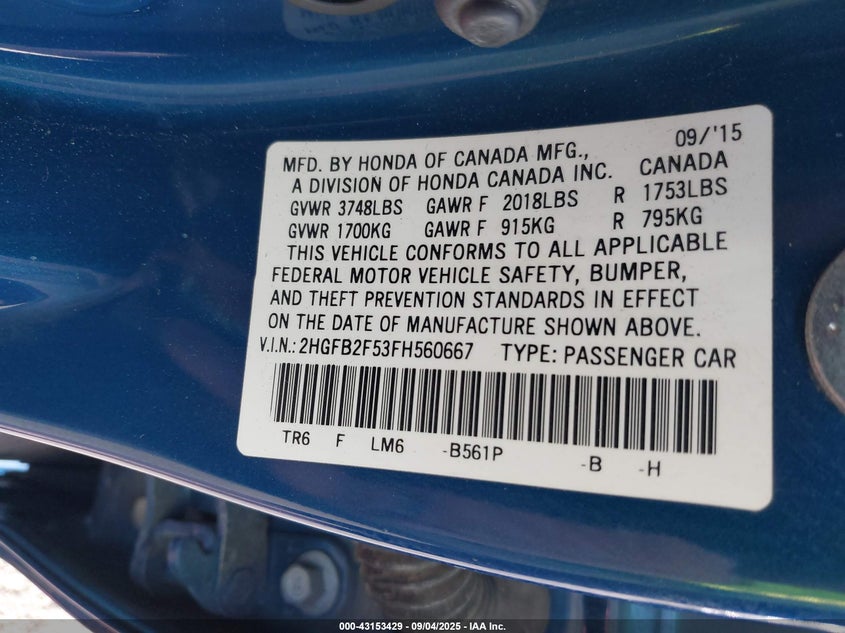 09/'15
MFD. BY HONDA OF CANADA MFG.,
A DIVISION OF HONDA CANADA INC. CANADA
GVWR 3748LBS GAWR F 2018LBS R 1753LBS
GVWR 1700KG GAWR F 915KG R 795KG
THIS VEHICLE CONFORMS TO ALL APPLICABLE
FEDERAL MOTOR VEHICLE SAFETY, BUMPER,
AND THEFT PREVENTION STANDARDS IN EFFECT
ON THE DATE OF MANUFACTURE SHOWN ABOVE.
V.I.N.: 2HGFB2F53FH560667 TYPE: PASSENGER CAR
TR6 F LM6 -B561P -B -H
000-43153429 - 09/04/2025 - IAA Inc.